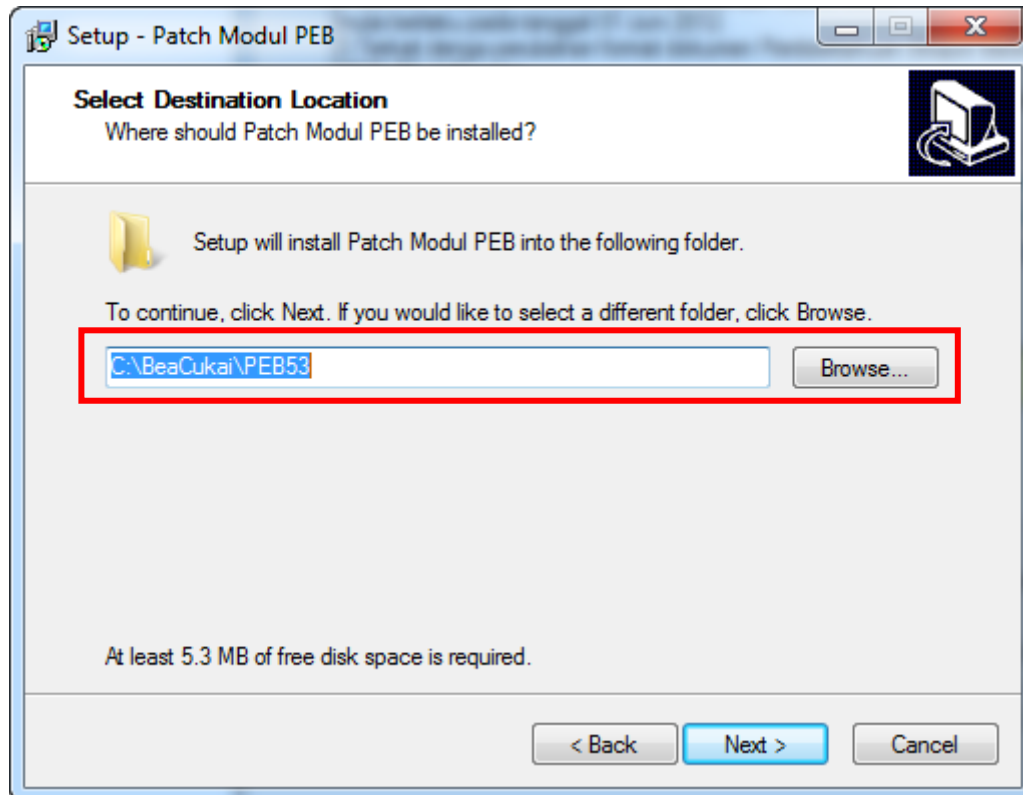 Setup - Patch Modul PEB
Select Destination Location
Where should Patch Modul PEB be installed?
Setup will install Patch Modul PEB into the following folder.
To continue, click Next. If you would like to select a different folder, click Browse.
C:\BeaCukai\PEB53
Browse...
At least 5.3 MB of free disk space is required.
< Back
Next >
Cancel